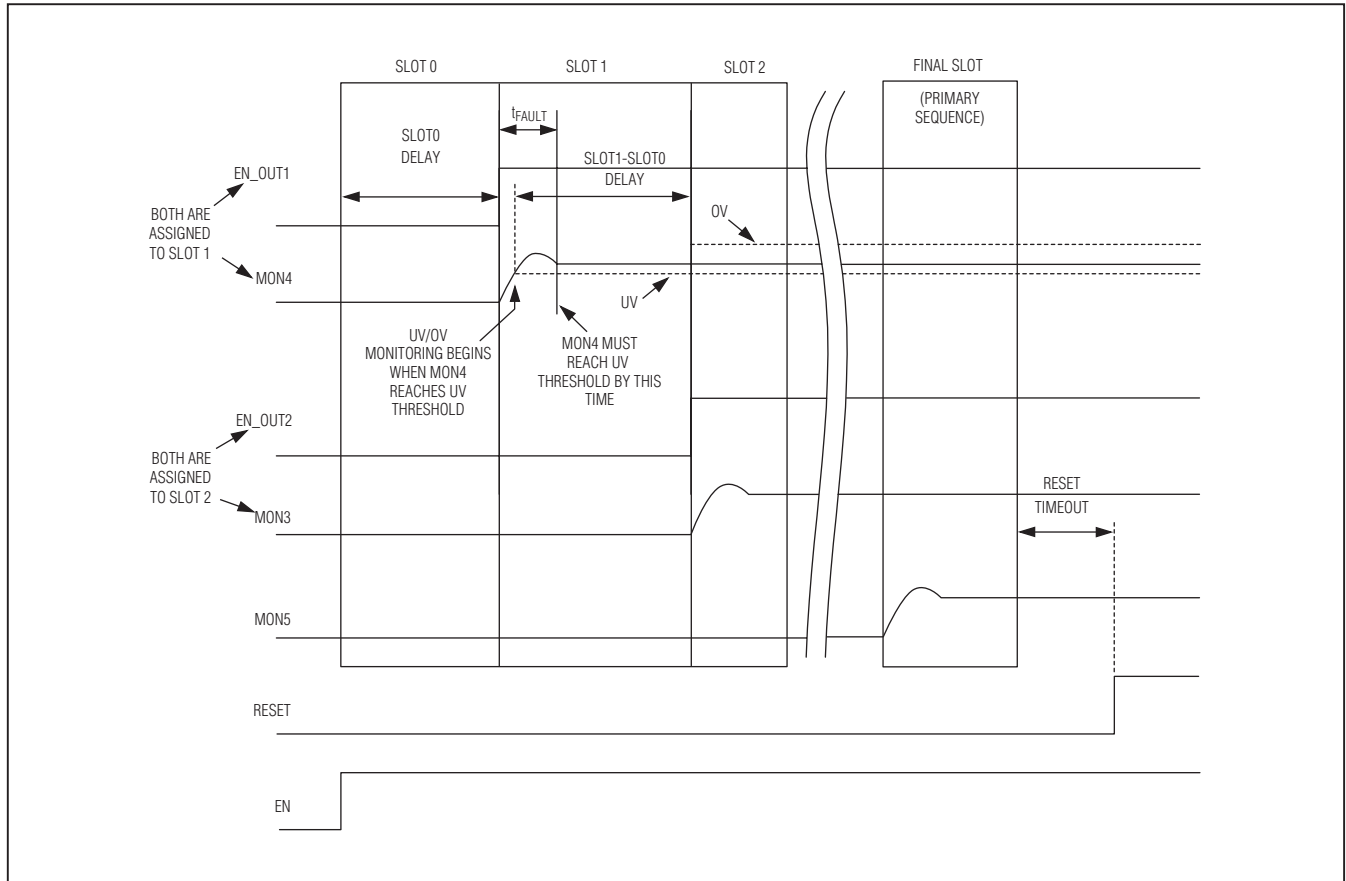 SLOT 0
SLOT 1
SLOT 2
FINAL SLOT
(PRIMARY
SEQUENCE)
tFAULT
SLOT0
DELAY
SLOT1-SLOT0
DELAY
EN_OUT1
BOTH ARE
ASSIGNED
TO SLOT 1
MON4
OV
UV
UV/OV
MONITORING BEGINS
WHEN MON4
REACHES UV
THRESHOLD
MON4 MUST
REACH UV
THRESHOLD BY THIS
TIME
EN_OUT2
BOTH ARE
ASSIGNED
TO SLOT 2
MON3
RESET
TIMEOUT
MON5
RESET
EN